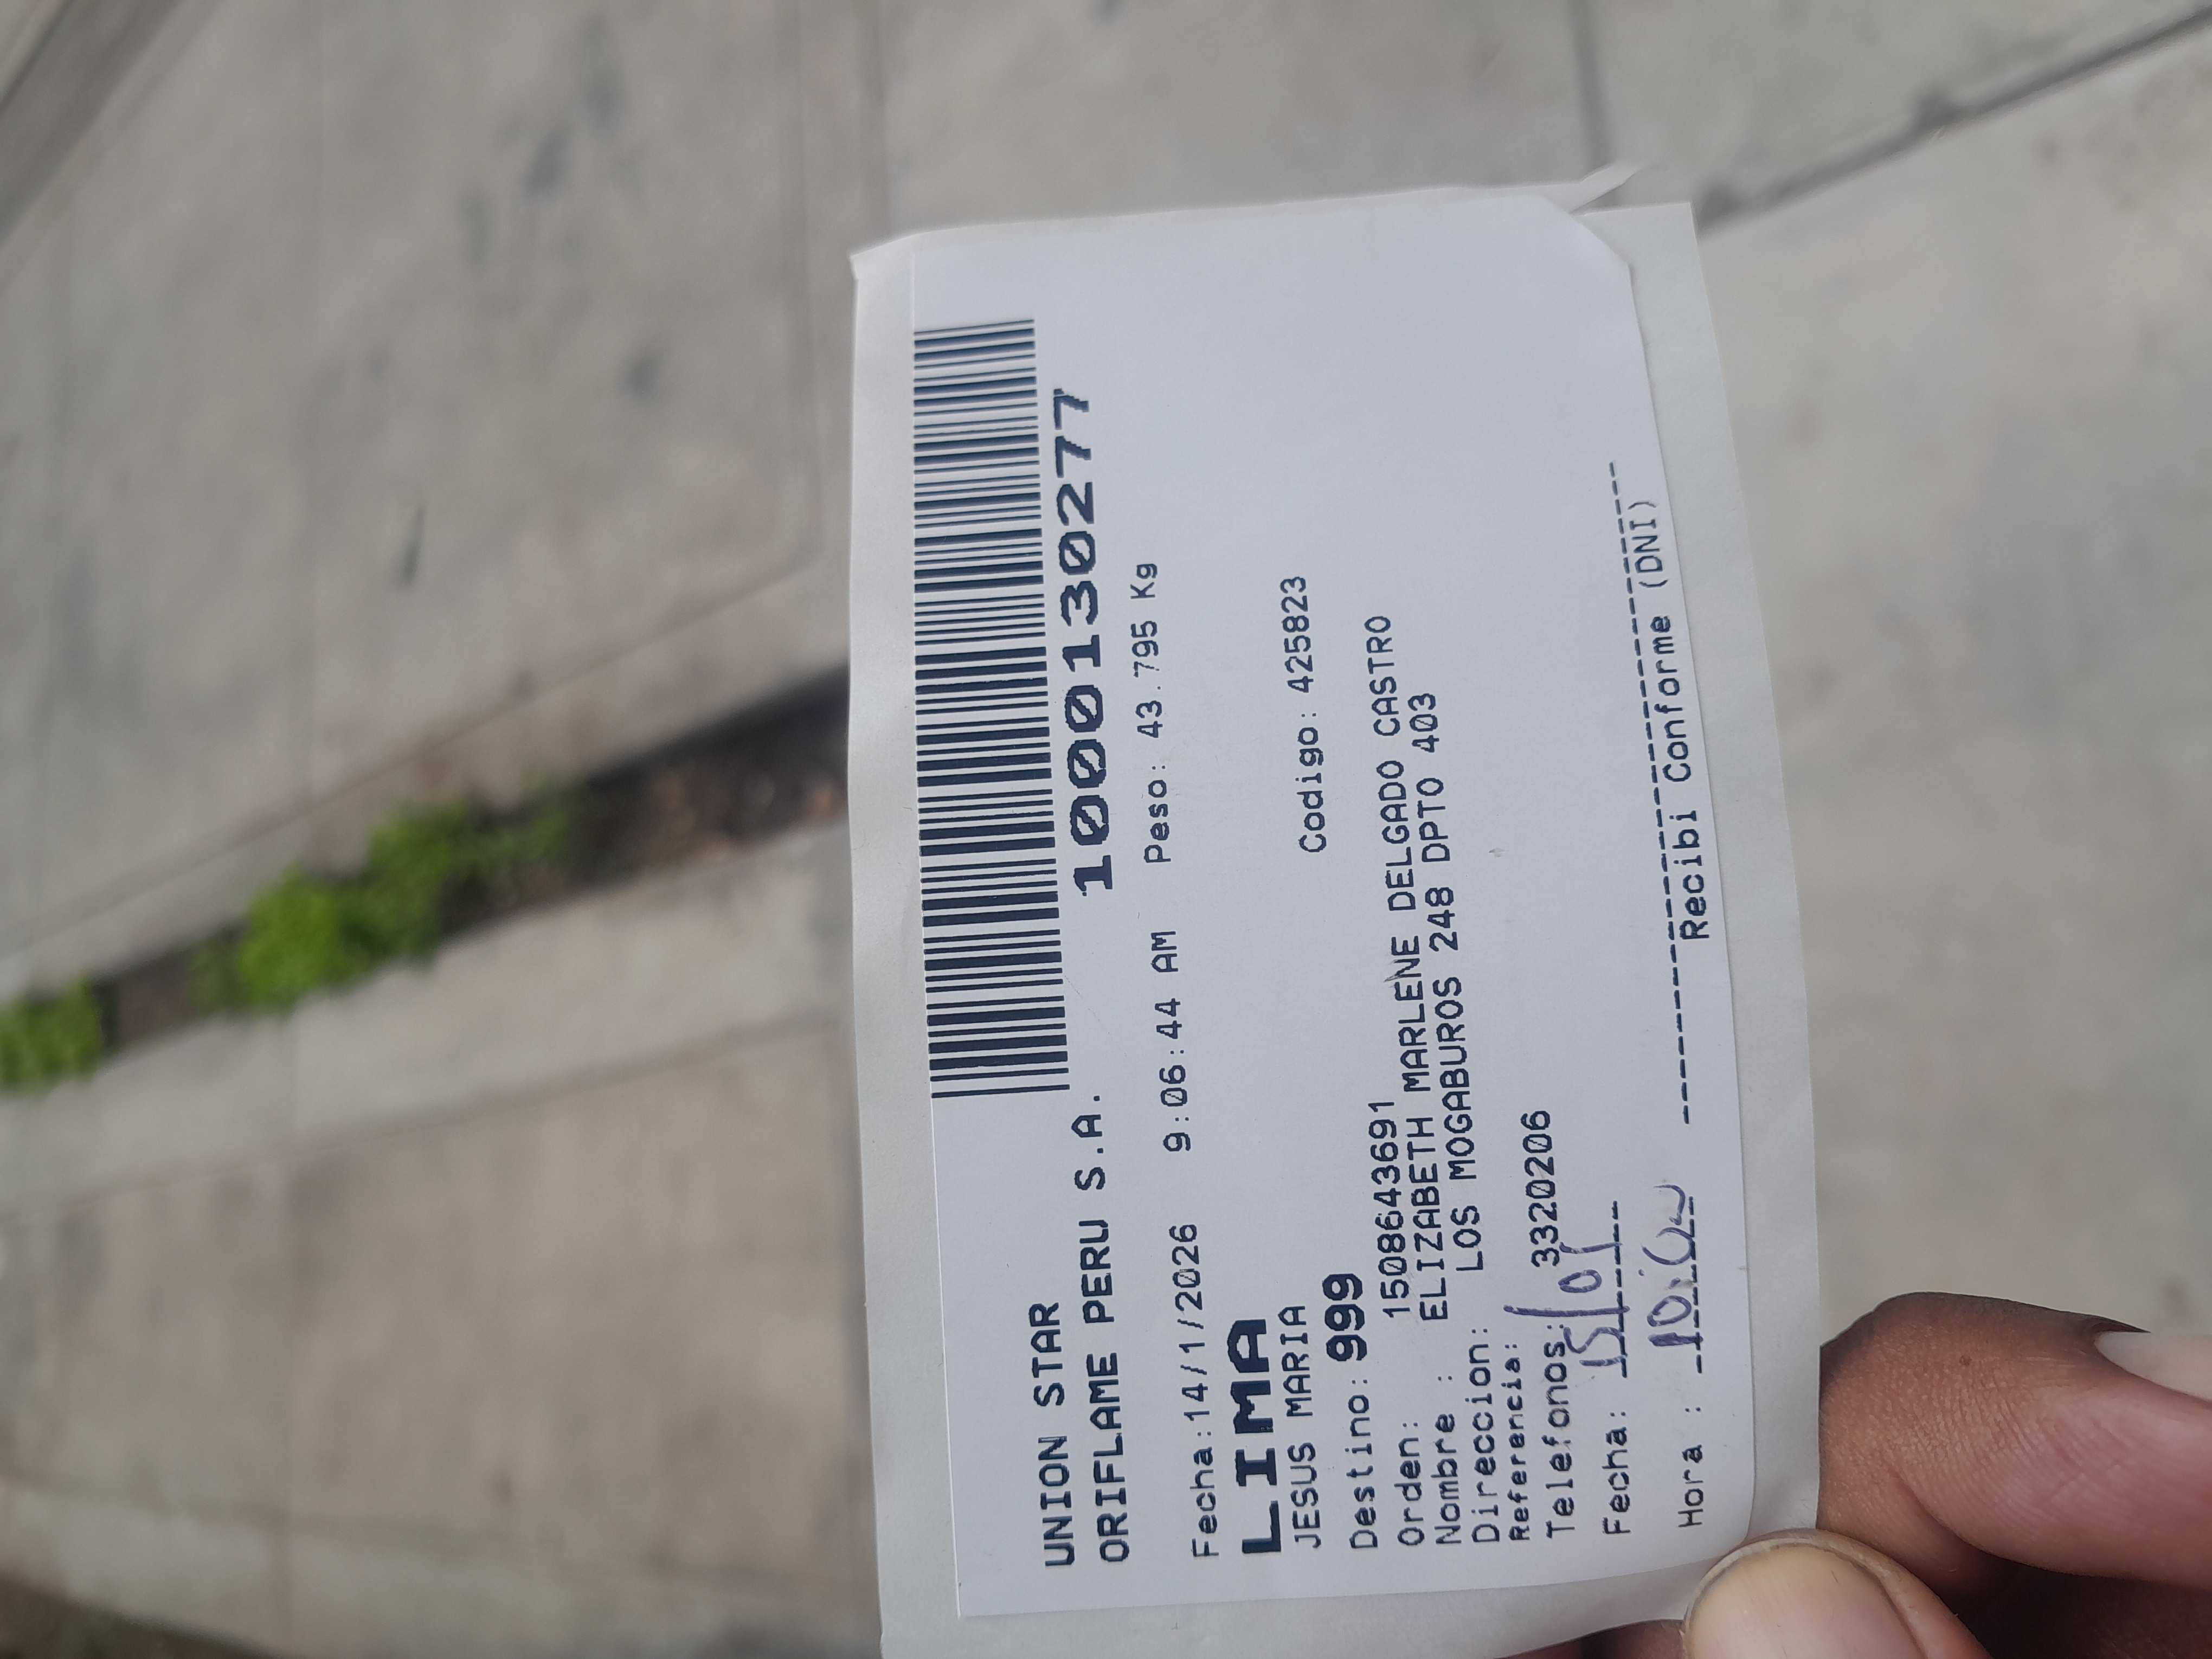 UNION STAR
ORIFLAME PERU S.A. 1000130277
Fecha:14/1/2026 9:06:44 AM Peso: 43.795 Kg
LIMA
JESUS MARIA Codigo: 425823
Destino: 999
Orden: 1508643691
Nombre : ELIZABETH MARLENE DELGADO CASTRO
Direccion: LOS MOGABUROS 248 DPTO 403
Referencia:
Telefonos: 3320206
Fecha: 15/01
Hora : 10:00
Recibi Conforme (DNI)